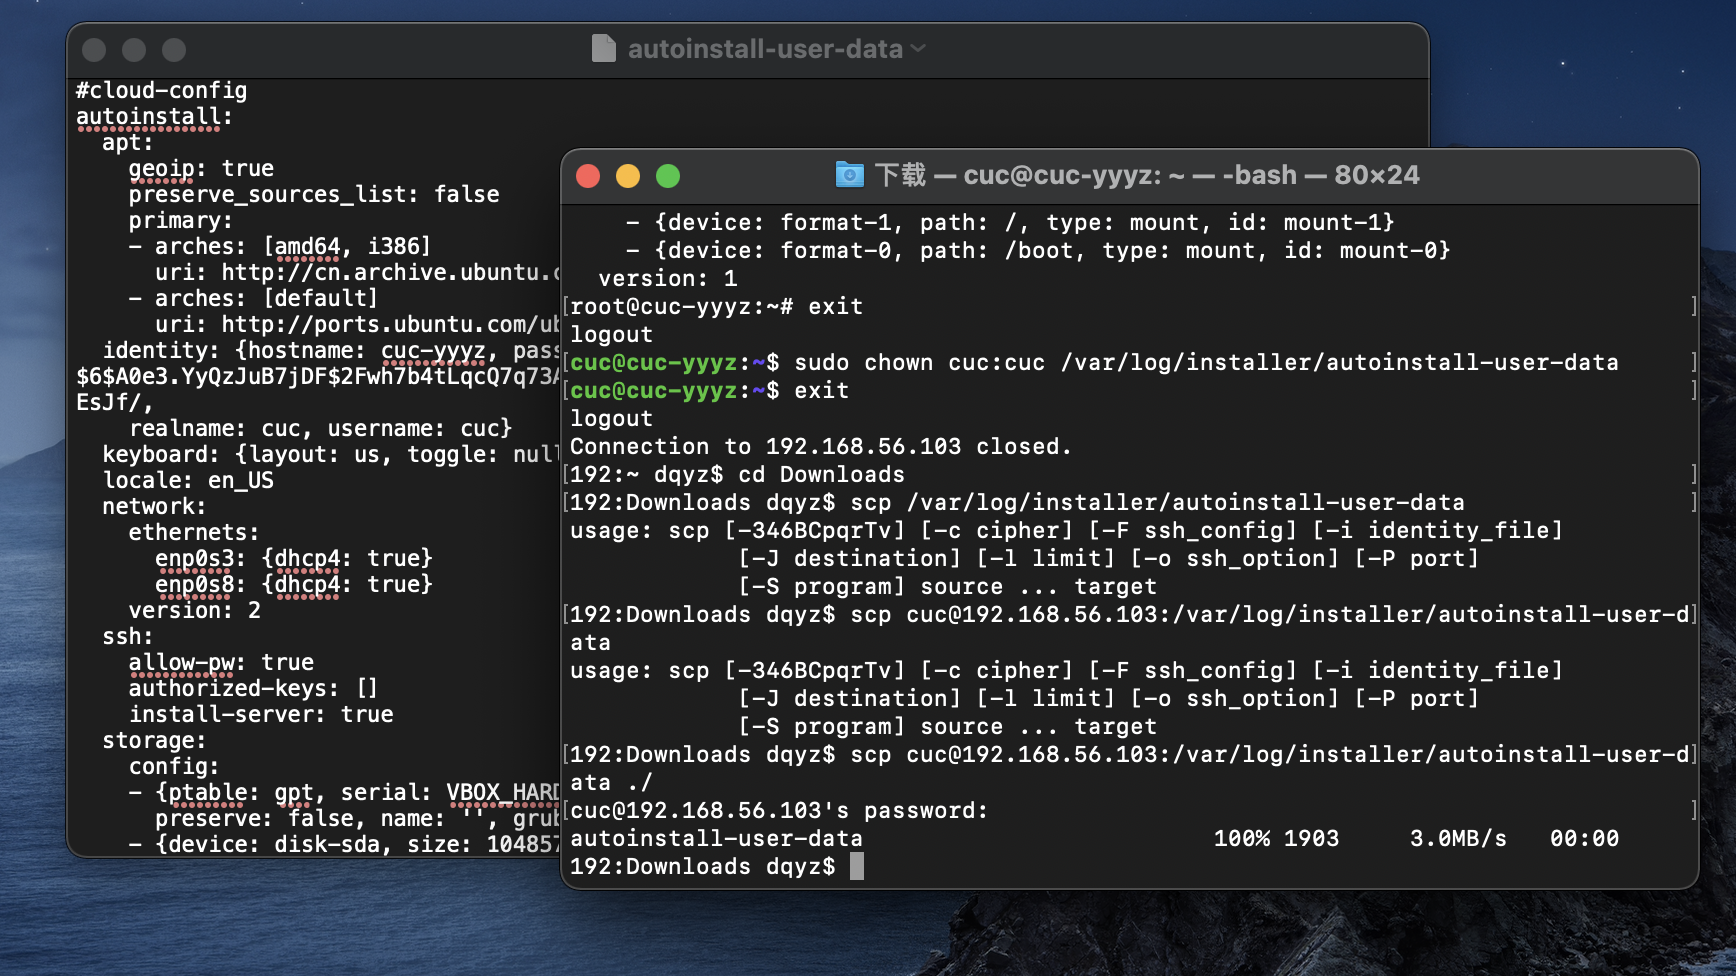 autoinstall-user-data
#cloud-config
autoinstall:
  apt:
    geoip: true
    preserve_sources_list: false
    primary:
    - arches: [amd64, i386]
      uri: http://cn.archive.ubuntu.
    - arches: [default]
      uri: http://ports.ubuntu.com/
  identity: {hostname: cuc-yyyz,
$6$A0e3.YyQzJuB7jDF$2Fwh7b4tLqcQ7q73A
EsJf/,
    realname: cuc, username: cuc}
  keyboard: {layout: us, toggle: null
  locale: en_US
  network:
    ethernets:
      enp0s3: {dhcp4: true}
      enp0s8: {dhcp4: true}
    version: 2
  ssh:
    allow-pw: true
    authorized-keys: []
    install-server: true
  storage:
    config:
    - {ptable: gpt, serial: VBOX_HARD
      preserve: false, name: '', grub
    - {device: disk-sda, size: 104857
下载 — cuc@cuc-yyyz: ~ — -bash — 80×24
    - {device: format-1, path: /, type: mount, id: mount-1}
    - {device: format-0, path: /boot, type: mount, id: mount-0}
  version: 1
[root@cuc-yyyz:~# exit ]
logout
[cuc@cuc-yyyz:~$ sudo chown cuc:cuc /var/log/installer/autoinstall-user-data ]
[cuc@cuc-yyyz:~$ exit ]
logout
Connection to 192.168.56.103 closed.
[192:~ dqyz$ cd Downloads ]
[192:Downloads dqyz$ scp /var/log/installer/autoinstall-user-data ]
usage: scp [-346BCpqrTv] [-c cipher] [-F ssh_config] [-i identity_file]
            [-J destination] [-l limit] [-o ssh_option] [-P port]
            [-S program] source ... target
[192:Downloads dqyz$ scp cuc@192.168.56.103:/var/log/installer/autoinstall-user-d]
ata
usage: scp [-346BCpqrTv] [-c cipher] [-F ssh_config] [-i identity_file]
            [-J destination] [-l limit] [-o ssh_option] [-P port]
            [-S program] source ... target
[192:Downloads dqyz$ scp cuc@192.168.56.103:/var/log/installer/autoinstall-user-d]
ata ./
[cuc@192.168.56.103's password: ]
autoinstall-user-data 100% 1903 3.0MB/s 00:00
192:Downloads dqyz$